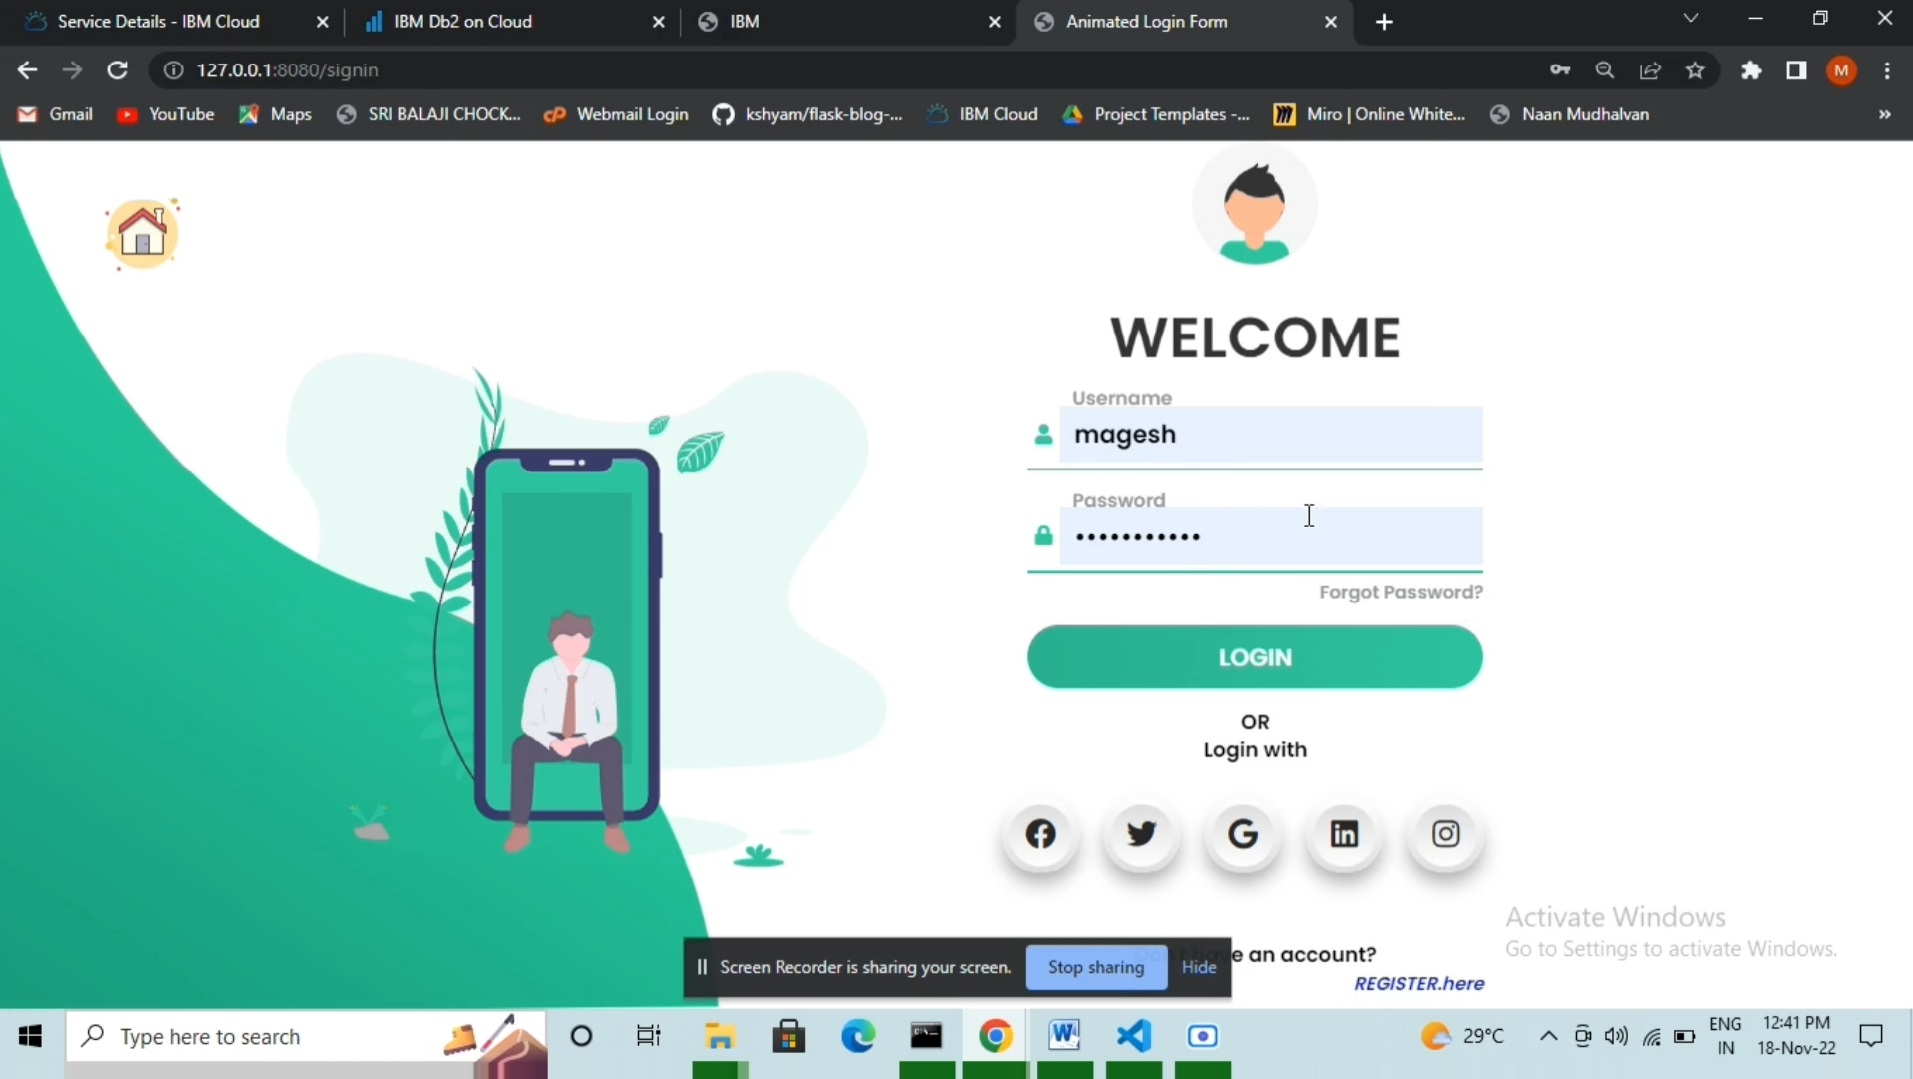 Service Details - IBM Cloud
IBM Db2 on Cloud
IBM
Animated Login Form
127.0.0.1:8080/signin
M
Gmail
YouTube
Maps
SRI BALAJI CHOCK...
Webmail Login
kshyam/flask-blog-...
IBM Cloud
Project Templates -...
Miro | Online White...
Naan Mudhalvan
WELCOME
Username
magesh
Password
•••••••••••
Forgot Password?
LOGIN
OR
Login with
Activate Windows
Go to Settings to activate Windows.
Screen Recorder is sharing your screen.
Stop sharing
Hide
an account?
REGISTER.here
Type here to search
29°C
ENG
IN
12:41 PM
18-Nov-22